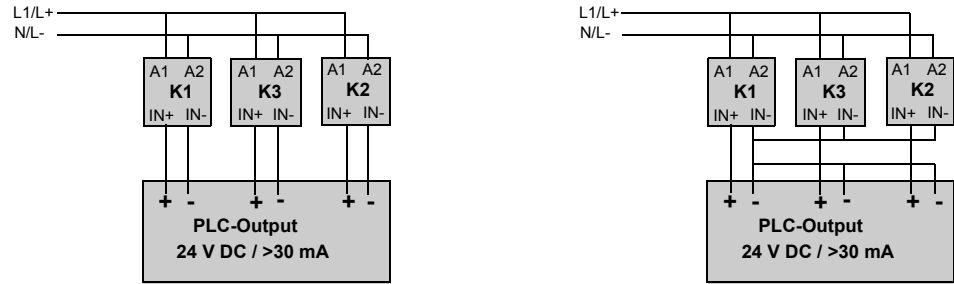 L1/L+
N/L-
A1 A2 A1 A2 A1 A2
K1 K3 K2
IN+ IN- IN+ IN- IN+ IN-
+ - + - + -
PLC-Output
24 V DC / >30 mA
L1/L+
N/L-
A1 A2 A1 A2 A1 A2
K1 K3 K2
IN+ IN- IN+ IN- IN+ IN-
+ - + - + -
PLC-Output
24 V DC / >30 mA